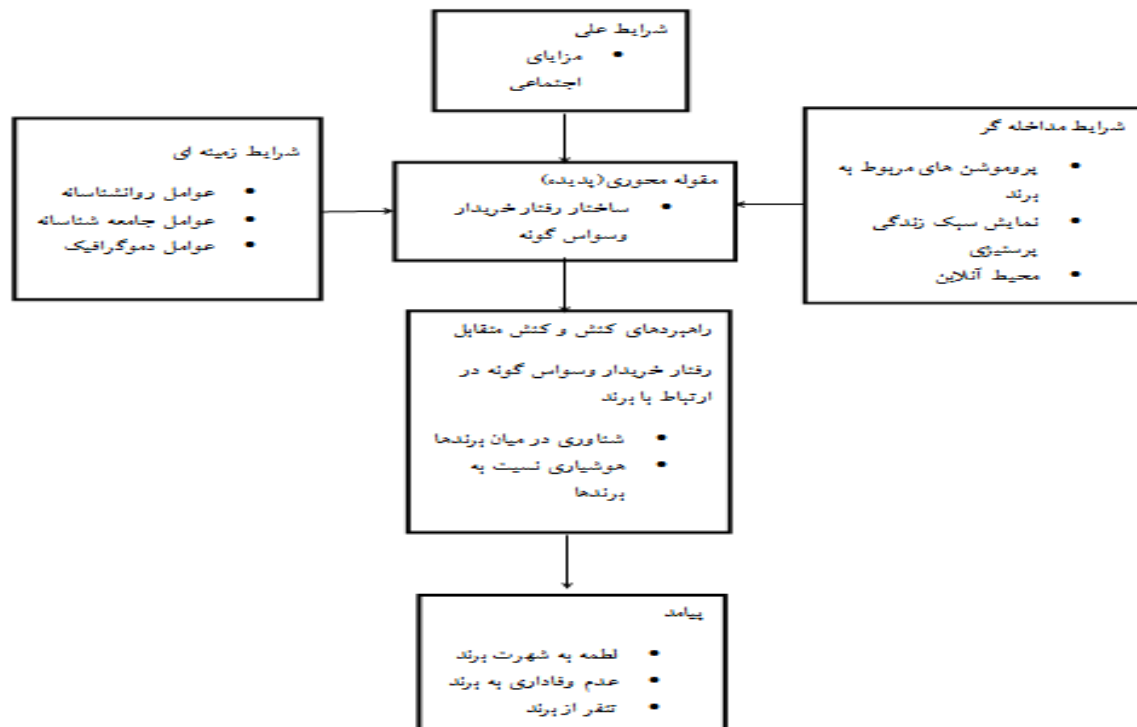 شرایط علی
• مزایای
اجتماعی
شرایط مداخله گر
• پروموشن های مربوط به
برند
• نمایش سبک زندگی
پرستیژی
• محیط آنلاین
شرایط زمینه ای
• عوامل روانشناسانه
• عوامل جامعه شناسانه
• عوامل دموگرافیک
مقوله محوری(پدیده)
• ساختار رفتار خریدار
وسواس گونه
راهبردهای کنش و کنش متقابل
رفتار خریدار وسواس گونه در
ارتباط با برند
• شناوری در میان برندها
• هوشیاری نسبت به
برندها
پیامد
• لطمه به شهرت برند
• عدم وفاداری به برند
• تنفر از برند